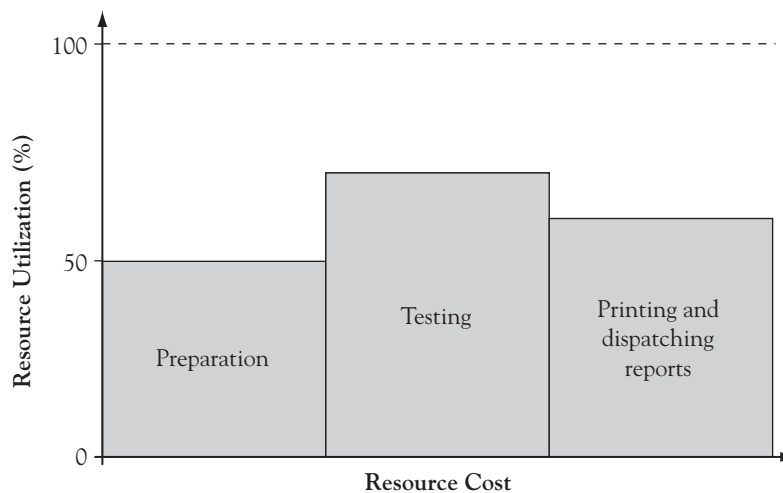 100
50
0
Resource Utilization (%)
Preparation
Testing
Printing and
dispatching
reports
Resource Cost